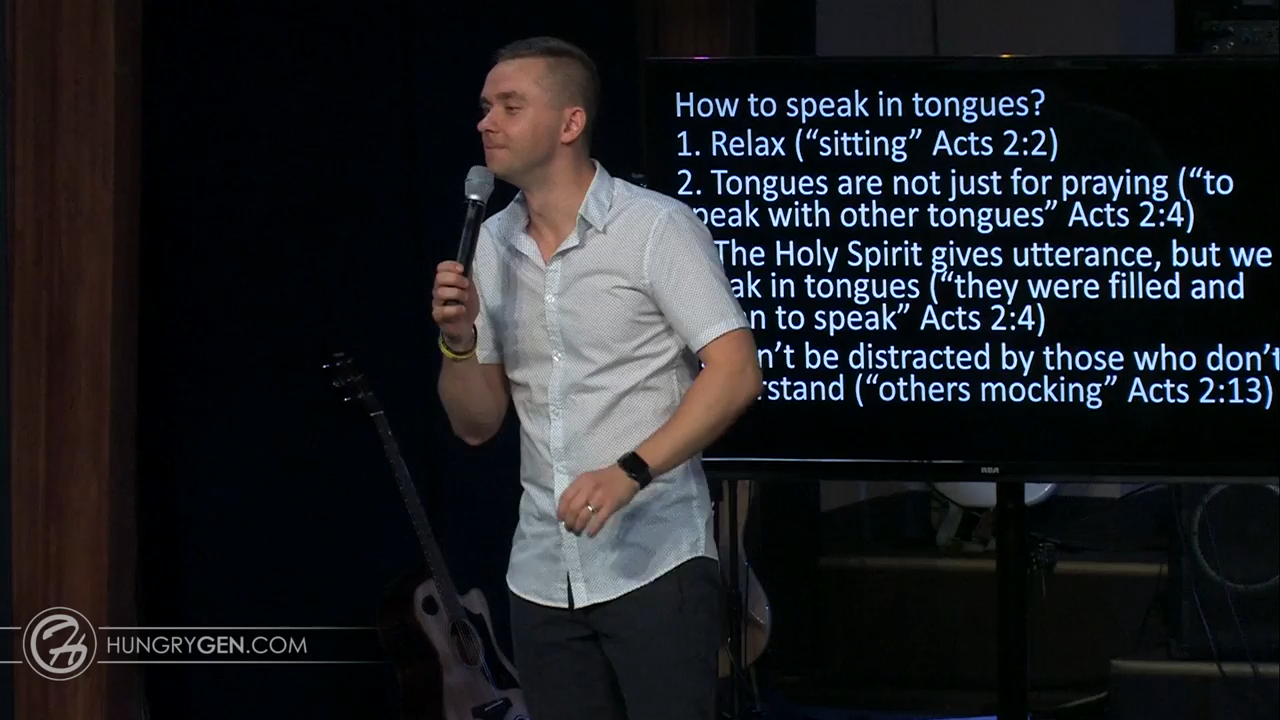 How to speak in tongues?
1. Relax (“sitting” Acts 2:2)
2. Tongues are not just for praying (“to
peak with other tongues” Acts 2:4)
The Holy Spirit gives utterance, but we
ak in tongues (“they were filled and
n to speak” Acts 2:4)
n’t be distracted by those who don’t
rstand (“others mocking” Acts 2:13)
RCA
H HUNGRYGEN.COM